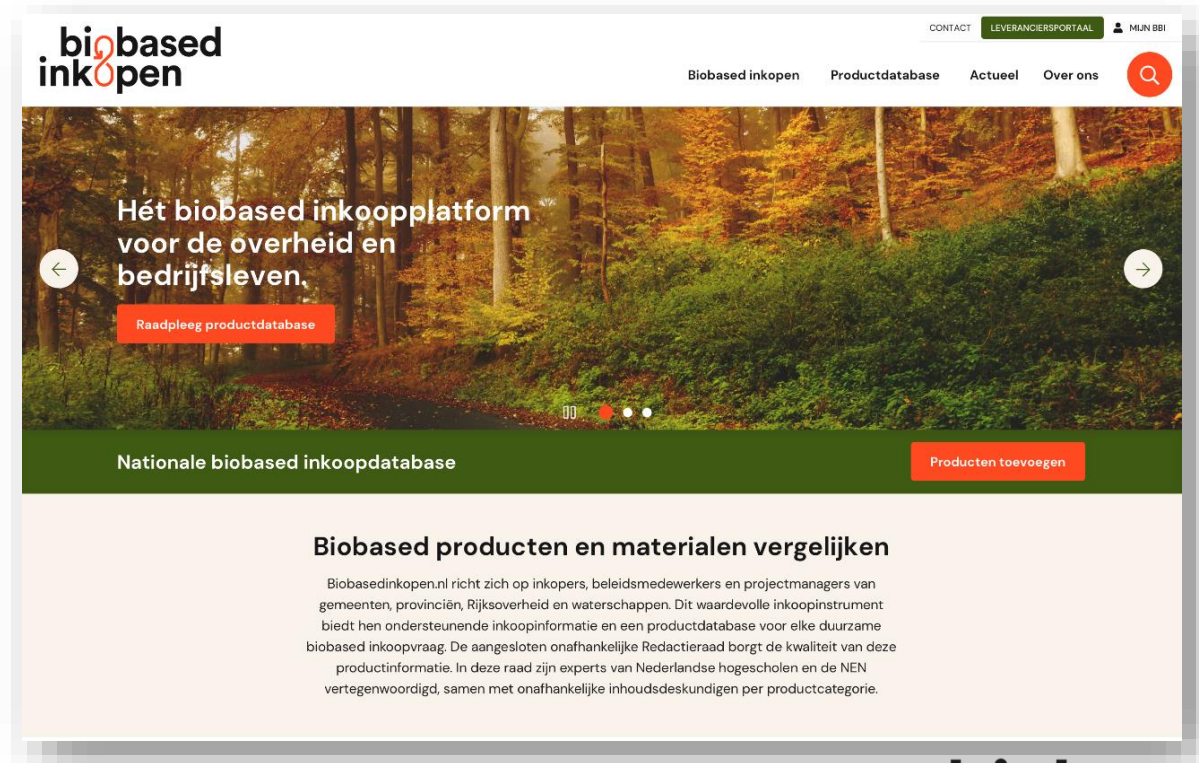 biobased
inkopen
CONTACT LEVERANCIERSPORTAAL MIJN BBI
Biobased inkopen Productdatabase Actueel Over ons
Hét biobased inkoopplatform
voor de overheid en
bedrijfsleven.
Raadpleeg productdatabase
Nationale biobased inkoopdatabase
Producten toevoegen
Biobased producten en materialen vergelijken
Biobasedinkopen.nl richt zich op inkopers, beleidsmedewerkers en projectmanagers van
gemeenten, provinciën, Rijksoverheid en waterschappen. Dit waardevolle inkoopinstrument
biedt hen ondersteunende inkoopinformatie en een productdatabase voor elke duurzame
biobased inkoopvraag. De aangesloten onafhankelijke Redactieraad borgt de kwaliteit van deze
productinformatie. In deze raad zijn experts van Nederlandse hogescholen en de NEN
vertegenwoordigd, samen met onafhankelijke inhoudsdeskundigen per productcategorie.